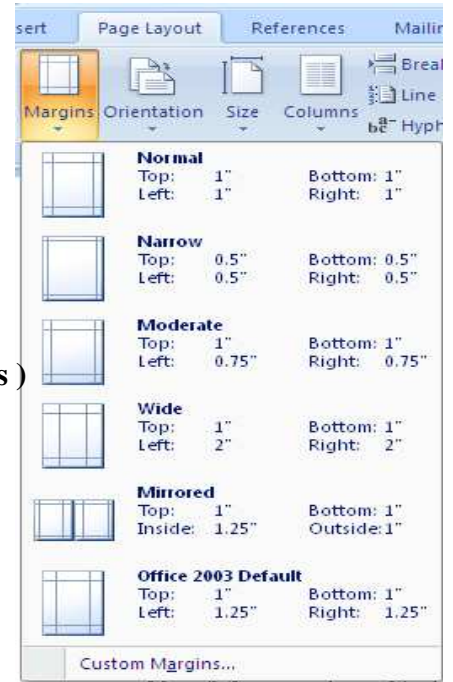 sert Page Layout References Mailin
Margins Orientation Size Columns Breal
Line
Hyph
Normal
Top: 1" Bottom: 1"
Left: 1" Right: 1"
Narrow
Top: 0.5" Bottom: 0.5"
Left: 0.5" Right: 0.5"
Moderate
Top: 1" Bottom: 1"
Left: 0.75" Right: 0.75"
s )
Wide
Top: 1" Bottom: 1"
Left: 2" Right: 2"
Mirrored
Top: 1" Bottom: 1"
Inside: 1.25" Outside: 1"
Office 2003 Default
Top: 1" Bottom: 1"
Left: 1.25" Right: 1.25"
Custom Margins...